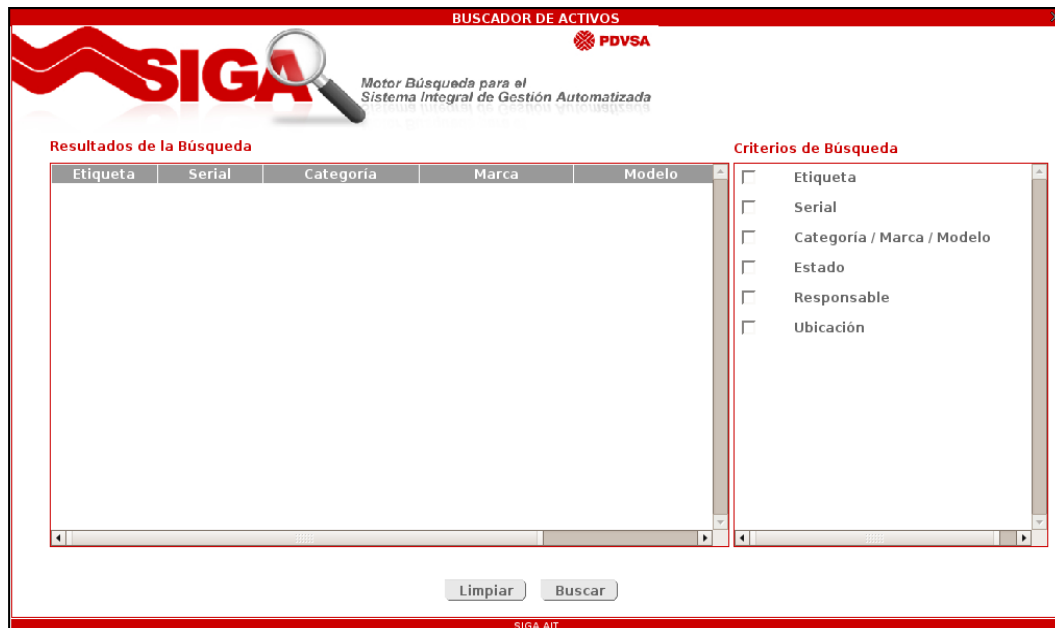 BUSCADOR DE ACTIVOS
PDVSA
SIGA
Motor Búsqueda para el
Sistema Integral de Gestión Automatizada
Resultados de la Búsqueda
Etiqueta Serial Categoría Marca Modelo
Criterios de Búsqueda
Etiqueta
Serial
Categoría / Marca / Modelo
Estado
Responsable
Ubicación
Limpiar Buscar
SIGA AIT